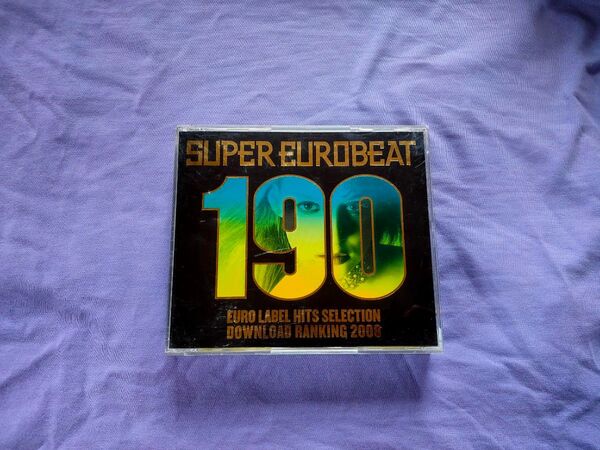 SUPER EUROBEAT
190
EURO LABEL HITS SELECTION
DOWNLOAD RANKING 2008